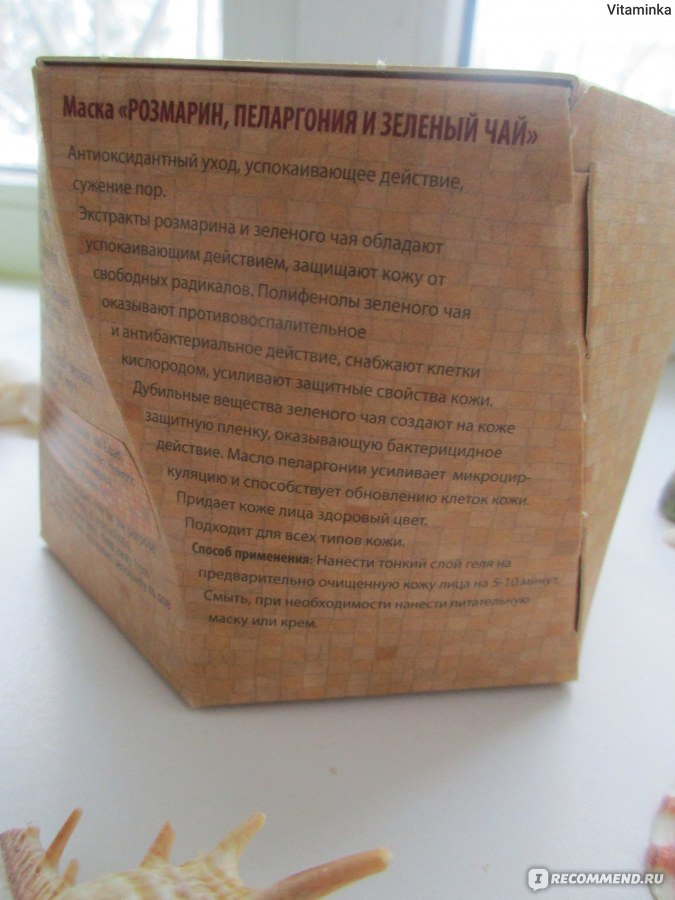 Vitaminka
Маска «РОЗМАРИН, ПЕЛАРГОНИЯ И ЗЕЛЕНЫЙ ЧАЙ»
Антиоксидантный уход, успокаивающее действие,
сужение пор.
Экстракты розмарина и зеленого чая обладают
успокаивающим действием, защищают кожу от
свободных радикалов. Полифенолы зеленого чая
оказывают противовоспалительное
и антибактериальное действие, снабжают клетки
кислородом, усиливают защитные свойства кожи.
Дубильные вещества зеленого чая создают на коже
защитную пленку, оказывающую бактерицидное
действие. Масло пеларгонии усиливает микроцир-
куляцию и способствует обновлению клеток кожи.
Придает коже лица здоровый цвет.
Подходит для всех типов кожи.
Способ применения: Нанести тонкий слой геля на
предварительно очищенную кожу лица на 5-10 минут.
Смыть, при необходимости нанести питательную
маску или крем.
IRECOMMEND.RU